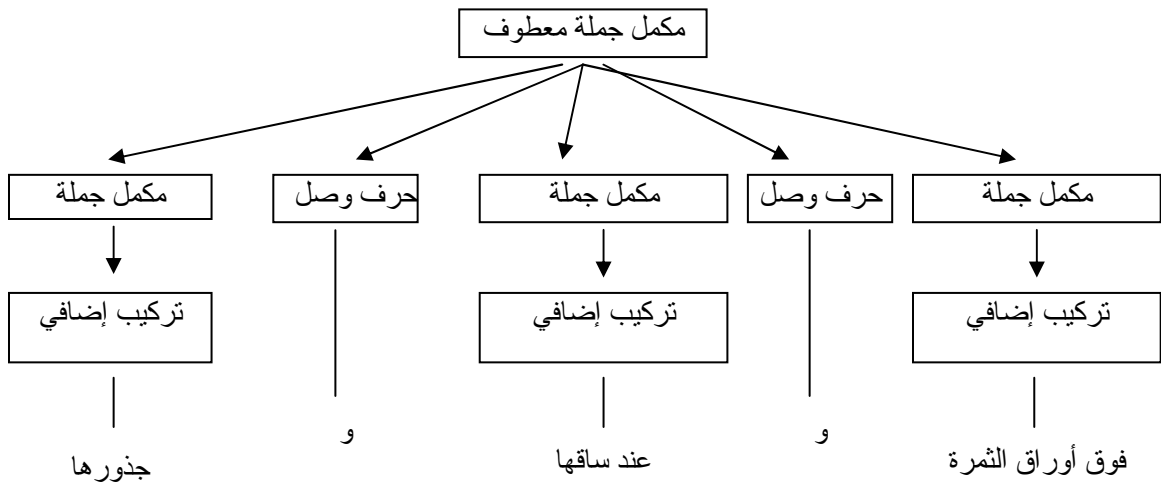 مكمل جملة معطوف
مكمل جملة
حرف وصل
مكمل جملة
حرف وصل
مكمل جملة
تركيب إضافي
تركيب إضافي
تركيب إضافي
فوق أوراق الثمرة
و
عند ساقها
و
جذورها